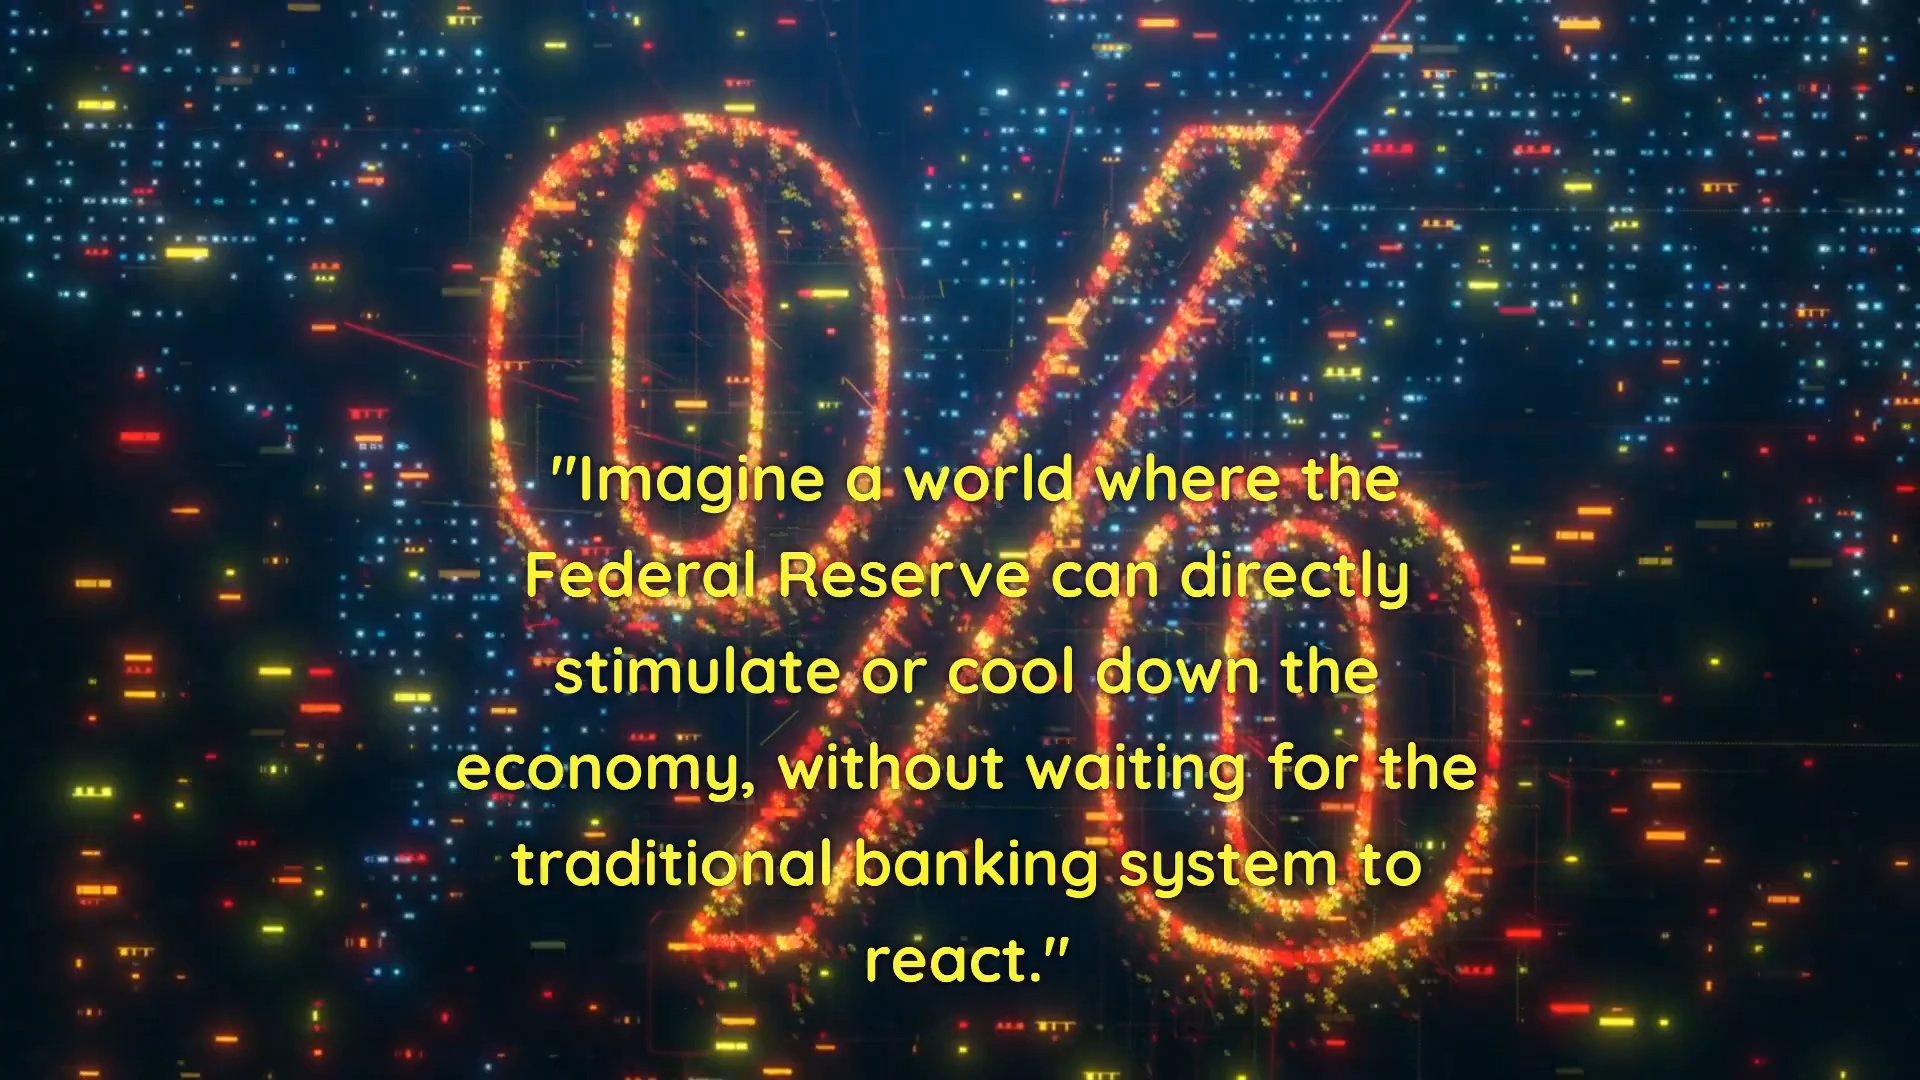 "Imagine a world where the
Federal Reserve can directly
stimulate or cool down the
economy, without waiting for the
traditional banking system to
react."